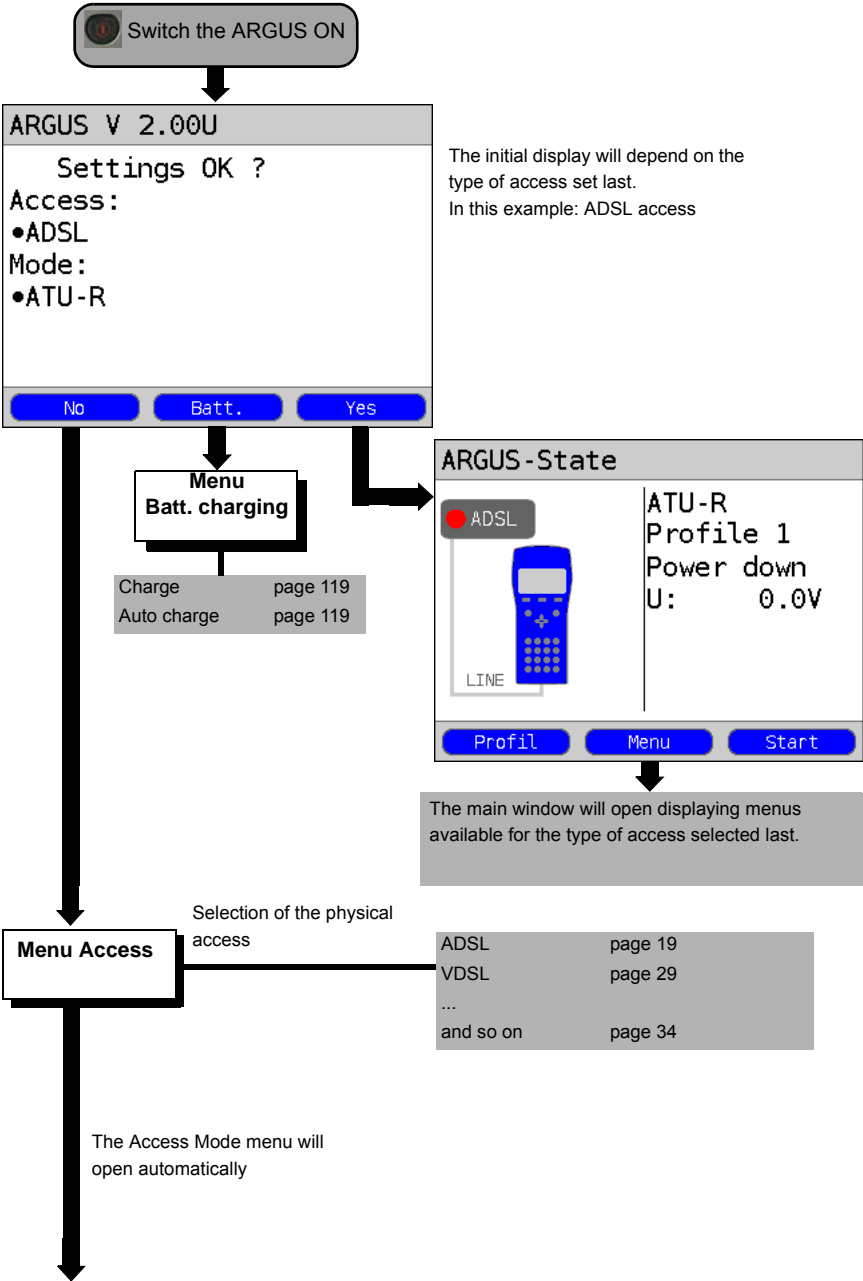 Switch the ARGUS ON
ARGUS V 2.00U
Settings OK ?
Access:
•ADSL
Mode:
•ATU-R
No Batt. Yes
The initial display will depend on the
type of access set last.
In this example: ADSL access
Menu
Batt. charging
Charge page 119
Auto charge page 119
ARGUS-State
ADSL
LINE
ATU-R
Profile 1
Power down
U: 0.0V
Profil Menu Start
The main window will open displaying menus
available for the type of access selected last.
Menu Access
Selection of the physical
access
ADSL page 19
VDSL page 29
...
and so on page 34
The Access Mode menu will
open automatically